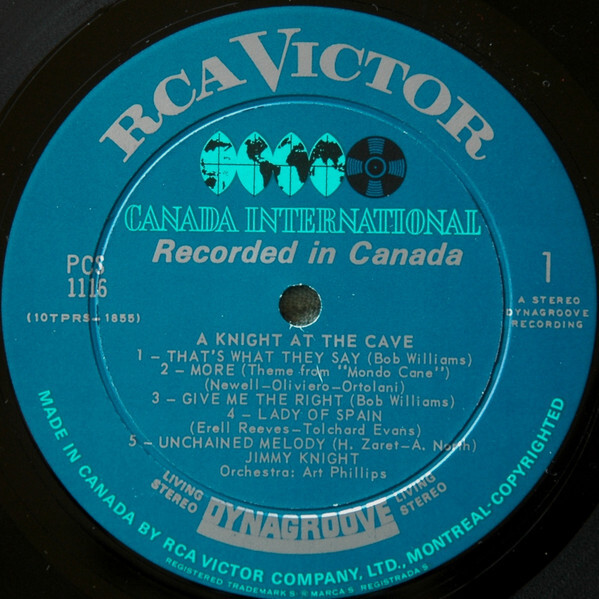 RCA VICTOR
CANADA INTERNATIONAL
Recorded in Canada
PCS
1116
(10TPRS-1855)
1
A STEREO
DYNAGROOVE
RECORDING
A KNIGHT AT THE CAVE
1 – THAT'S WHAT THEY SAY (Bob Williams)
2 – MORE (Theme from "Mondo Cane")
(Newell–Oliviero–Ortolani)
3 – GIVE ME THE RIGHT (Bob Williams)
4 – LADY OF SPAIN
(Erell Reeves–Tolchard Evans)
5 – UNCHAINED MELODY (H. Zaret–A. North)
JIMMY KNIGHT
Orchestra: Art Phillips
LIVING
STEREO
DYNAGROOVE
LIVING
STEREO
MADE IN CANADA BY RCA VICTOR COMPANY, LTD., MONTREAL-COPYRIGHTED
REGISTERED TRADEMARKS ® MARCAS REGISTRADAS